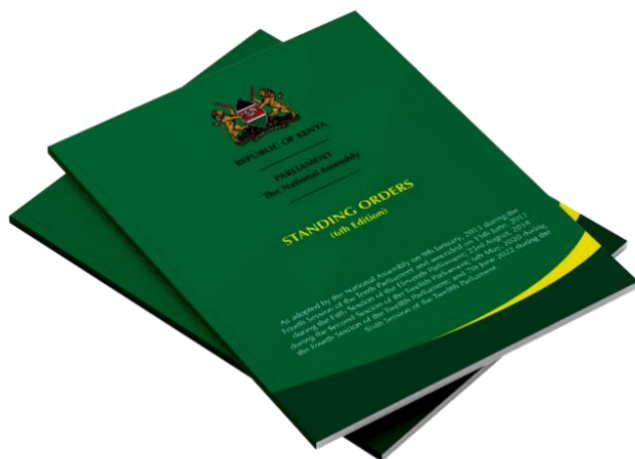 REPUBLIC OF KENYA
PARLIAMENT
The National Assembly
STANDING ORDERS
(6th Edition)
As adopted by the National Assembly on 9th January, 2013 during the
Fourth Session of the Tenth Parliament and amended on 15th June, 2017
during the Fifth Session of the Eleventh Parliament, 23rd August, 2018
during the Second Session of the Twelfth Parliament, 6th May, 2020 during
the Fourth Session of the Twelfth Parliament, and 7th June 2022 during the
Sixth Session of the Twelfth Parliament.